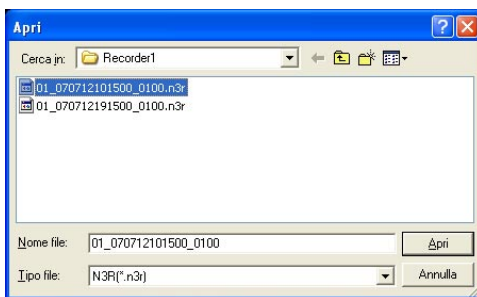 Apri
Cerca in: Recorder1
01_070712101500_0100.n3r
01_070712191500_0100.n3r
Nome file: 01_070712101500_0100 Apri
Tipo file: N3R(*.n3r) Annulla